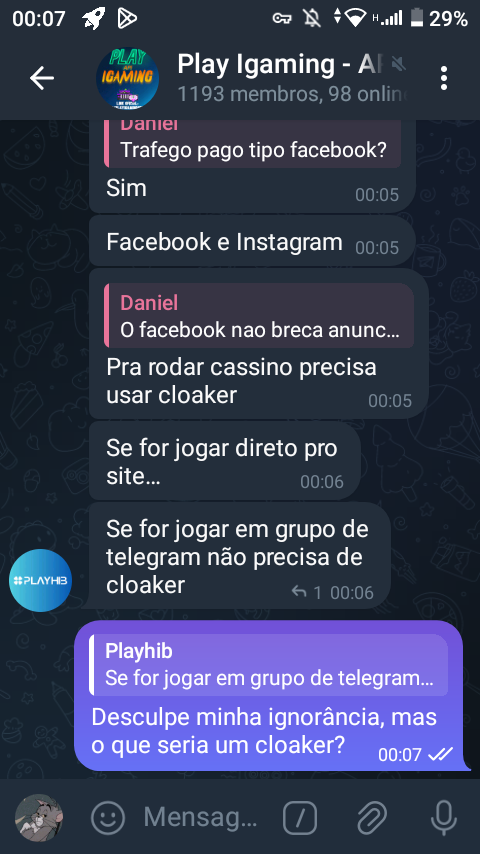 00:07
29%
Play Igaming - AF
1193 membros, 98 online
PLAY
IGAMING
Daniel
Trafego pago tipo facebook?
Sim
00:05
Facebook e Instagram
00:05
Daniel
O facebook nao breca anunc...
Pra rodar cassino precisa
usar cloaker
00:05
Se for jogar direto pro
site...
00:06
Se for jogar em grupo de
telegram não precisa de
cloaker
1 00:06
#PLAYHIB
Playhib
Se for jogar em grupo de telegram...
Desculpe minha ignorância, mas
o que seria um cloaker?
00:07
Mensag...